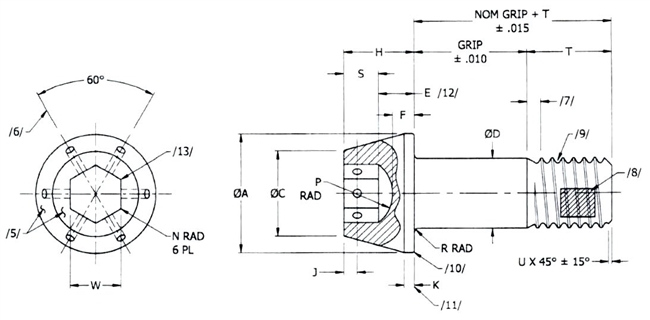 NOM GRIP + T
± .015
H
GRIP
± .010
T
S
60°
E /12/
/7/
/6/
F
/9/
/13/
ØD
/8/
ØA
ØC
P
RAD
/5/
N RAD
6 PL
R RAD
/10/
U X 45° ± 15°
J
W
K
/11/